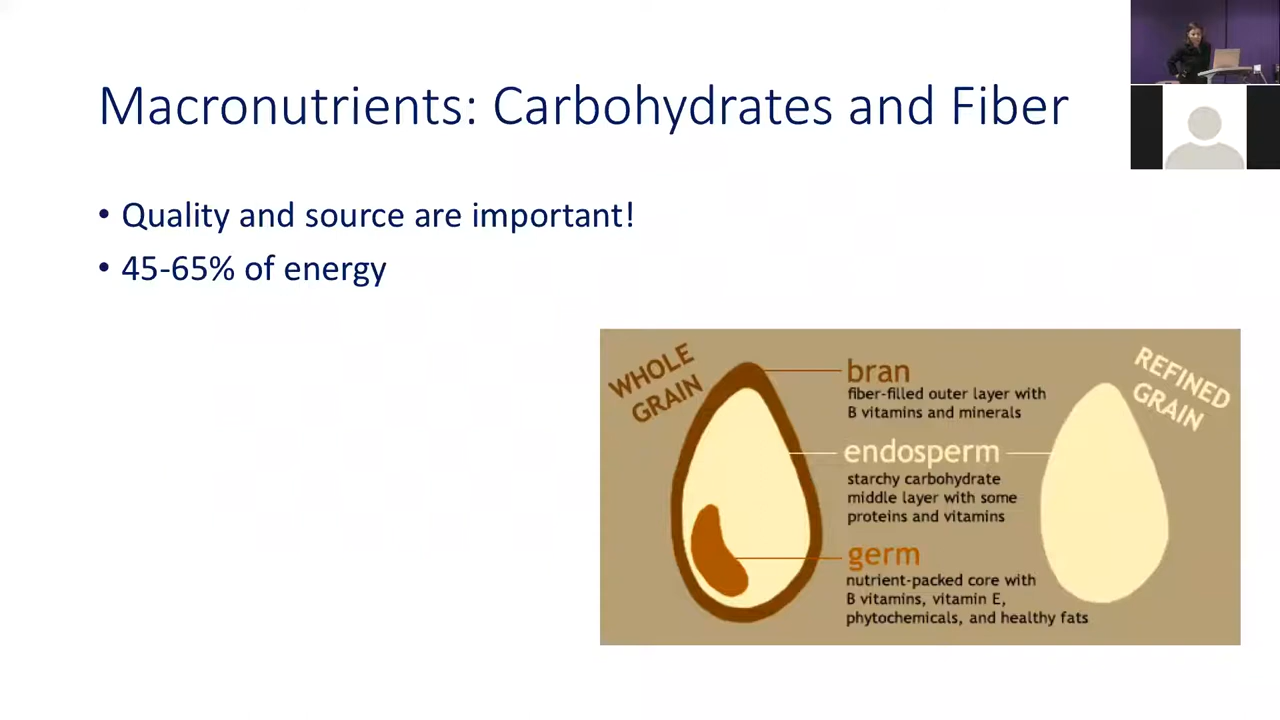 Macronutrients: Carbohydrates and Fiber
• Quality and source are important!
• 45-65% of energy
WHOLE
GRAIN
bran
fiber-filled outer layer with
B vitamins and minerals
endosperm
starchy carbohydrate
middle layer with some
proteins and vitamins
germ
nutrient-packed core with
B vitamins, vitamin E,
phytochemicals, and healthy fats
REFINED
GRAIN